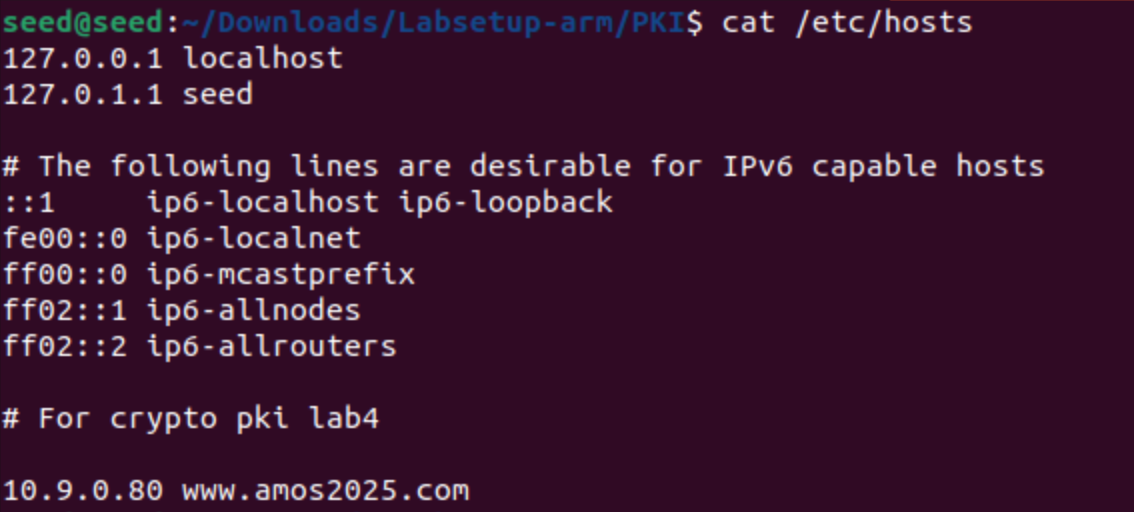 seed@seed:~/Downloads/Labsetup-arm/PKI$ cat /etc/hosts
127.0.0.1 localhost
127.0.1.1 seed
# The following lines are desirable for IPv6 capable hosts
::1     ip6-localhost ip6-loopback
fe00::0 ip6-localnet
ff00::0 ip6-mcastprefix
ff02::1 ip6-allnodes
ff02::2 ip6-allrouters
# For crypto pki lab4
10.9.0.80 www.amos2025.com